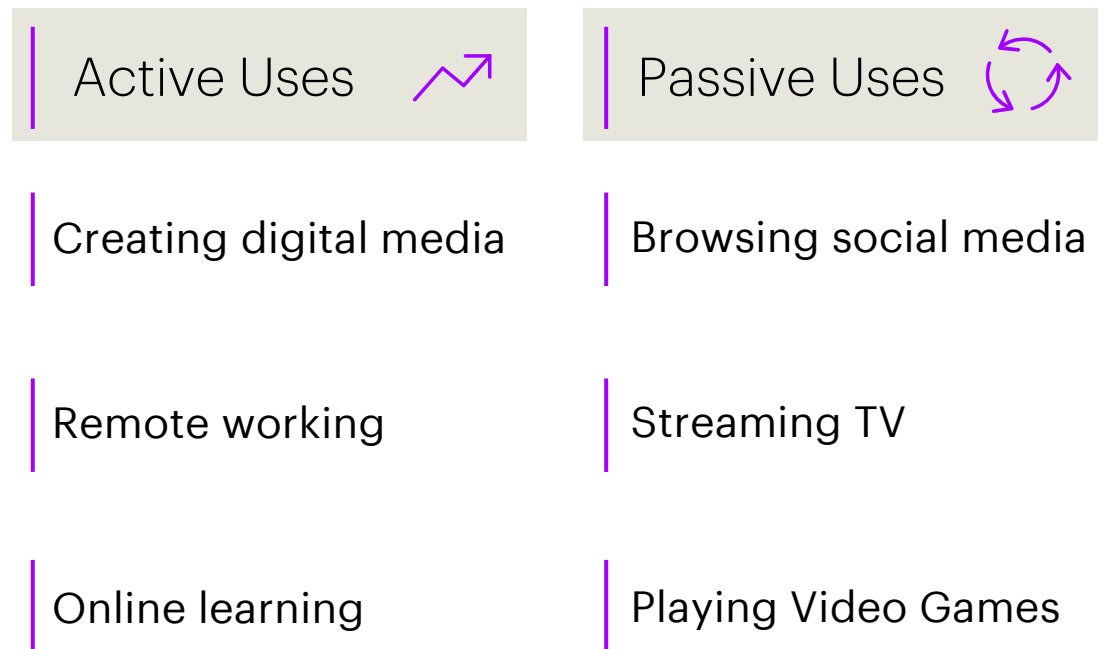 Active Uses
Passive Uses
Creating digital media
Browsing social media
Remote working
Streaming TV
Online learning
Playing Video Games